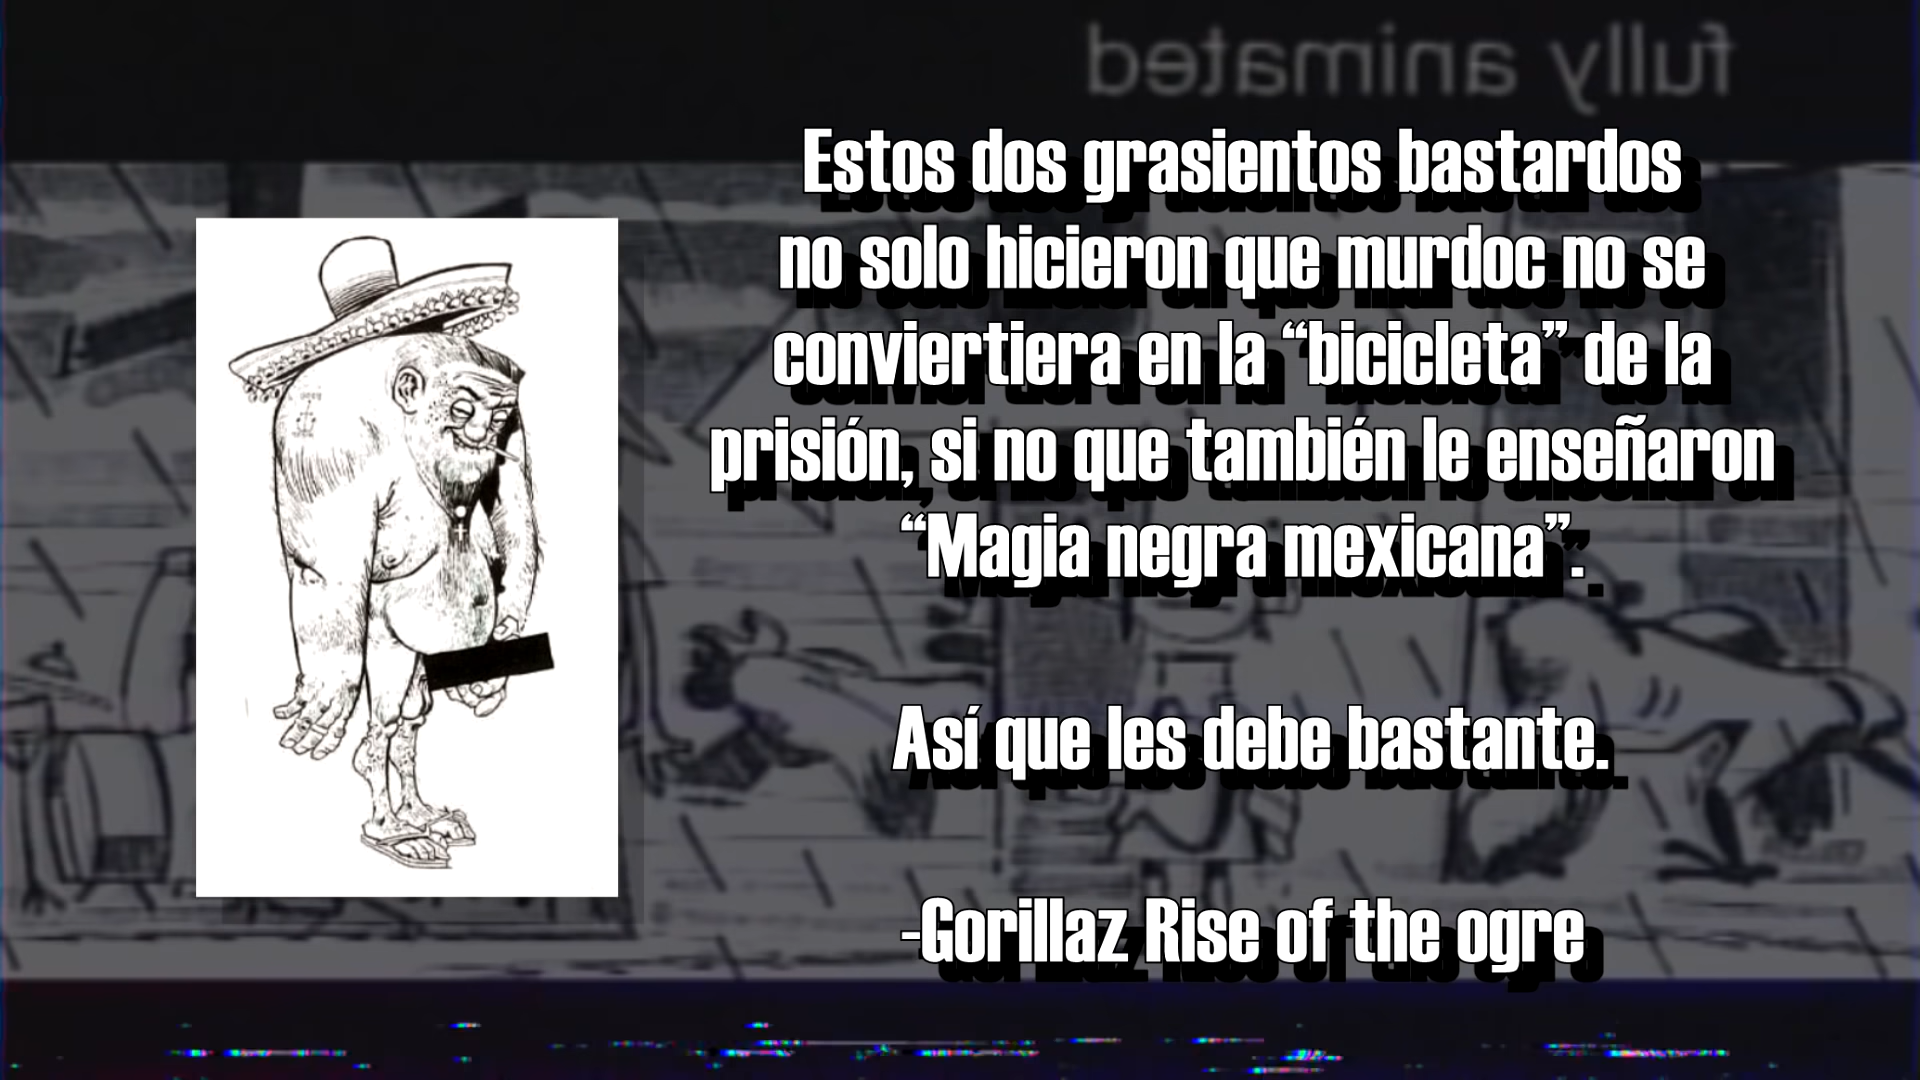 fully animated
Estos dos grasientos bastardos
no solo hicieron que murdoc no se
conviertiera en la “bicicleta” de la
prisión, si no que también le enseñaron
“Magia negra mexicana”.
Así que les debe bastante.
-Gorillaz Rise of the ogre